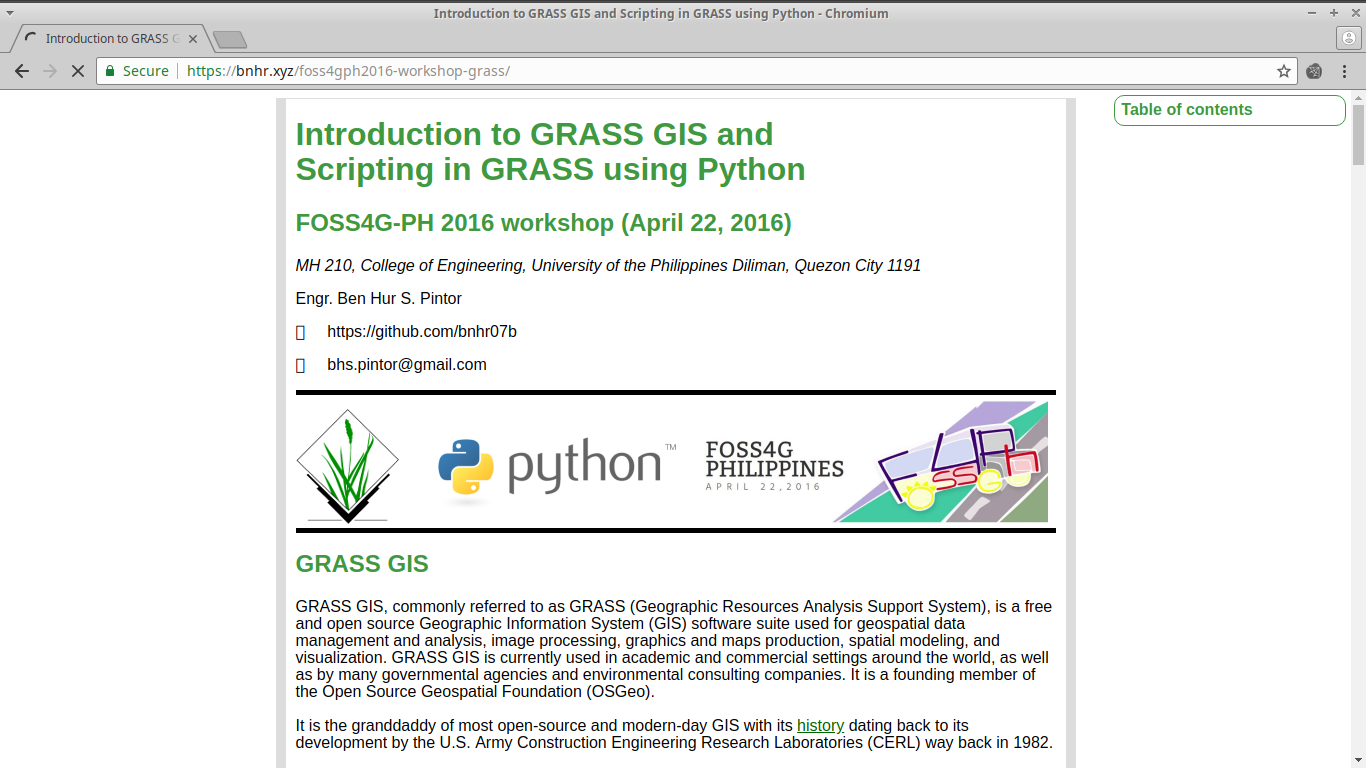 Introduction to GRASS GIS and Scripting in GRASS using Python - Chromium
Introduction to GRASS G
Secure
https://bnhr.xyz/foss4gph2016-workshop-grass/
Table of contents
Introduction to GRASS GIS and
Scripting in GRASS using Python
FOSS4G-PH 2016 workshop (April 22, 2016)
MH 210, College of Engineering, University of the Philippines Diliman, Quezon City 1191
Engr. Ben Hur S. Pintor
https://github.com/bnhr07b
bhs.pintor@gmail.com
python™
FOSS4G
PHILIPPINES
APRIL 22,2016
GRASS GIS
GRASS GIS, commonly referred to as GRASS (Geographic Resources Analysis Support System), is a free
and open source Geographic Information System (GIS) software suite used for geospatial data
management and analysis, image processing, graphics and maps production, spatial modeling, and
visualization. GRASS GIS is currently used in academic and commercial settings around the world, as well
as by many governmental agencies and environmental consulting companies. It is a founding member of
the Open Source Geospatial Foundation (OSGeo).
It is the granddaddy of most open-source and modern-day GIS with its history dating back to its
development by the U.S. Army Construction Engineering Research Laboratories (CERL) way back in 1982.